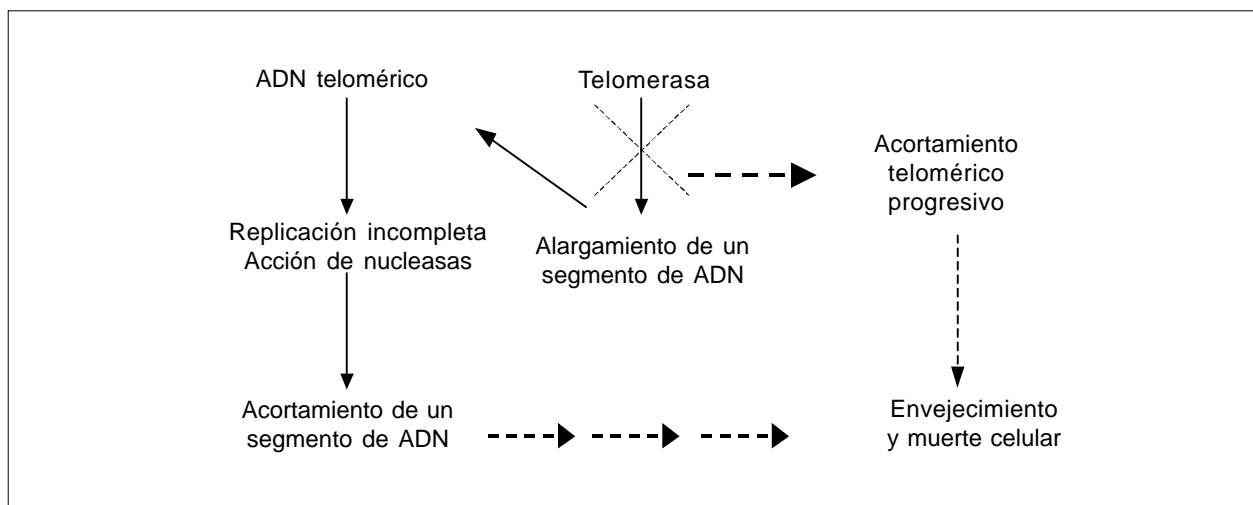 ADN telomérico
Telomerasa
Acortamiento
telomérico
progresivo
Replicación incompleta
Acción de nucleasas
Alargamiento de un
segmento de ADN
Acortamiento de un
segmento de ADN
Envejecimiento
y muerte celular